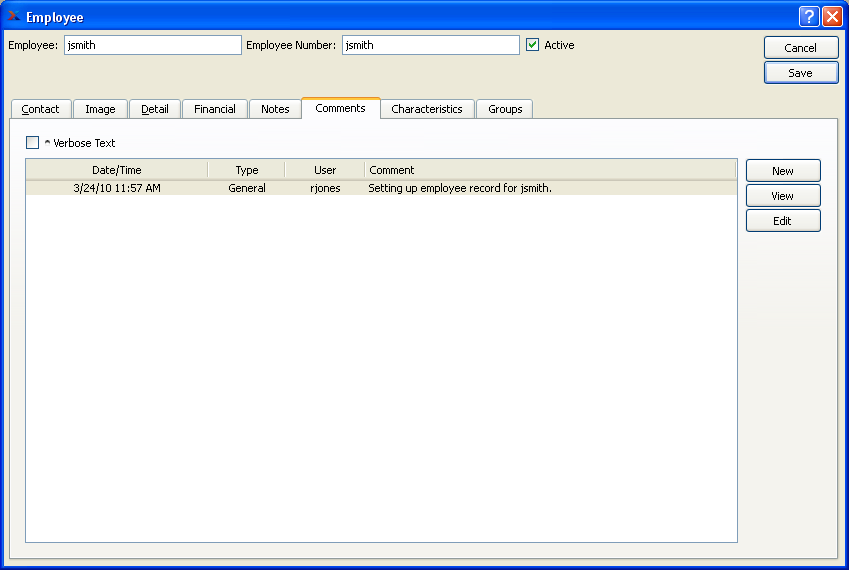 Employee
Employee: jsmith Employee Number: jsmith Active
Cancel
Save
Contact Image Detail Financial Notes Comments Characteristics Groups
^ Verbose Text
Date/Time Type User Comment
3/24/10 11:57 AM General rjones Setting up employee record for jsmith.
New
View
Edit